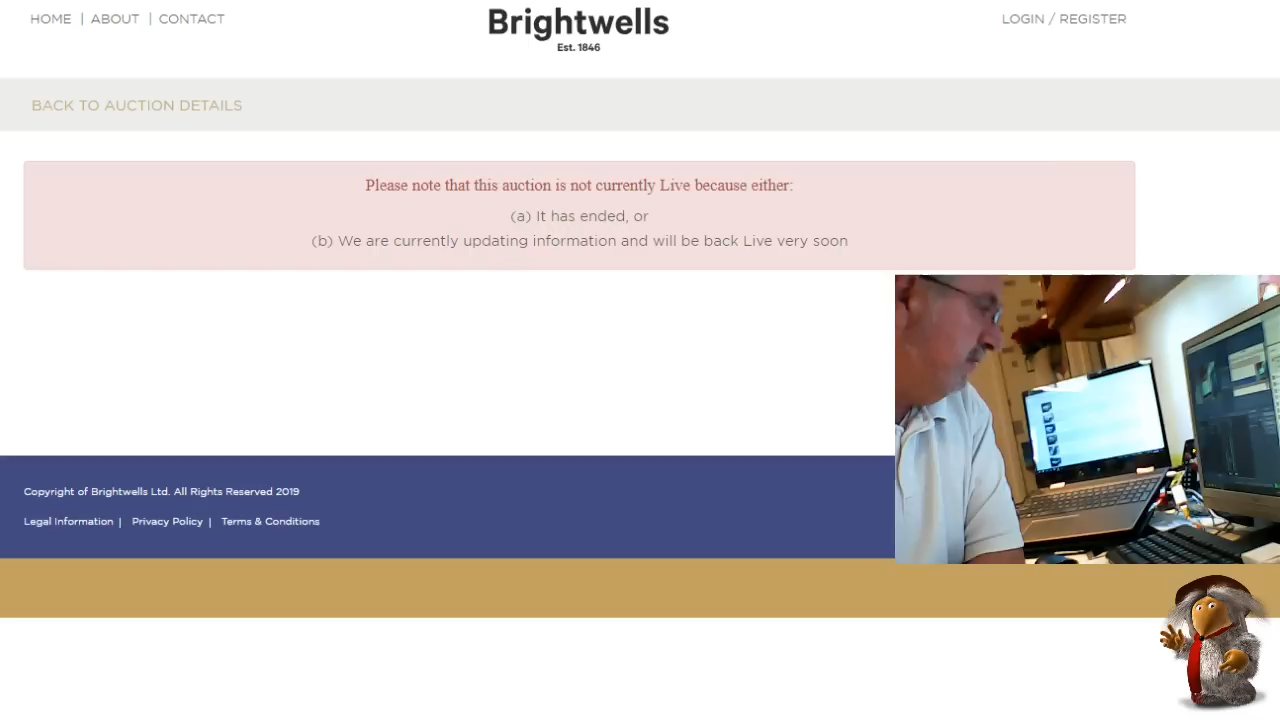 HOME | ABOUT | CONTACT
Brightwells
Est. 1846
LOGIN / REGISTER
BACK TO AUCTION DETAILS
Please note that this auction is not currently Live because either:
(a) It has ended, or
(b) We are currently updating information and will be back Live very soon
Copyright of Brightwells Ltd. All Rights Reserved 2019
Legal Information | Privacy Policy | Terms & Conditions